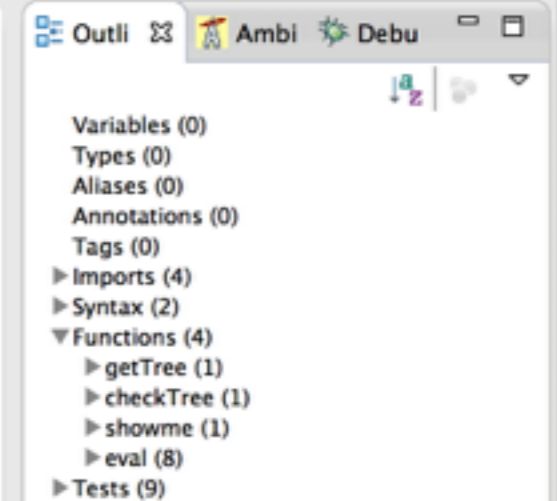 Outli Ambi Debu
a
z
Variables (0)
Types (0)
Aliases (0)
Annotations (0)
Tags (0)
Imports (4)
Syntax (2)
Functions (4)
getTree (1)
checkTree (1)
showme (1)
eval (8)
Tests (9)